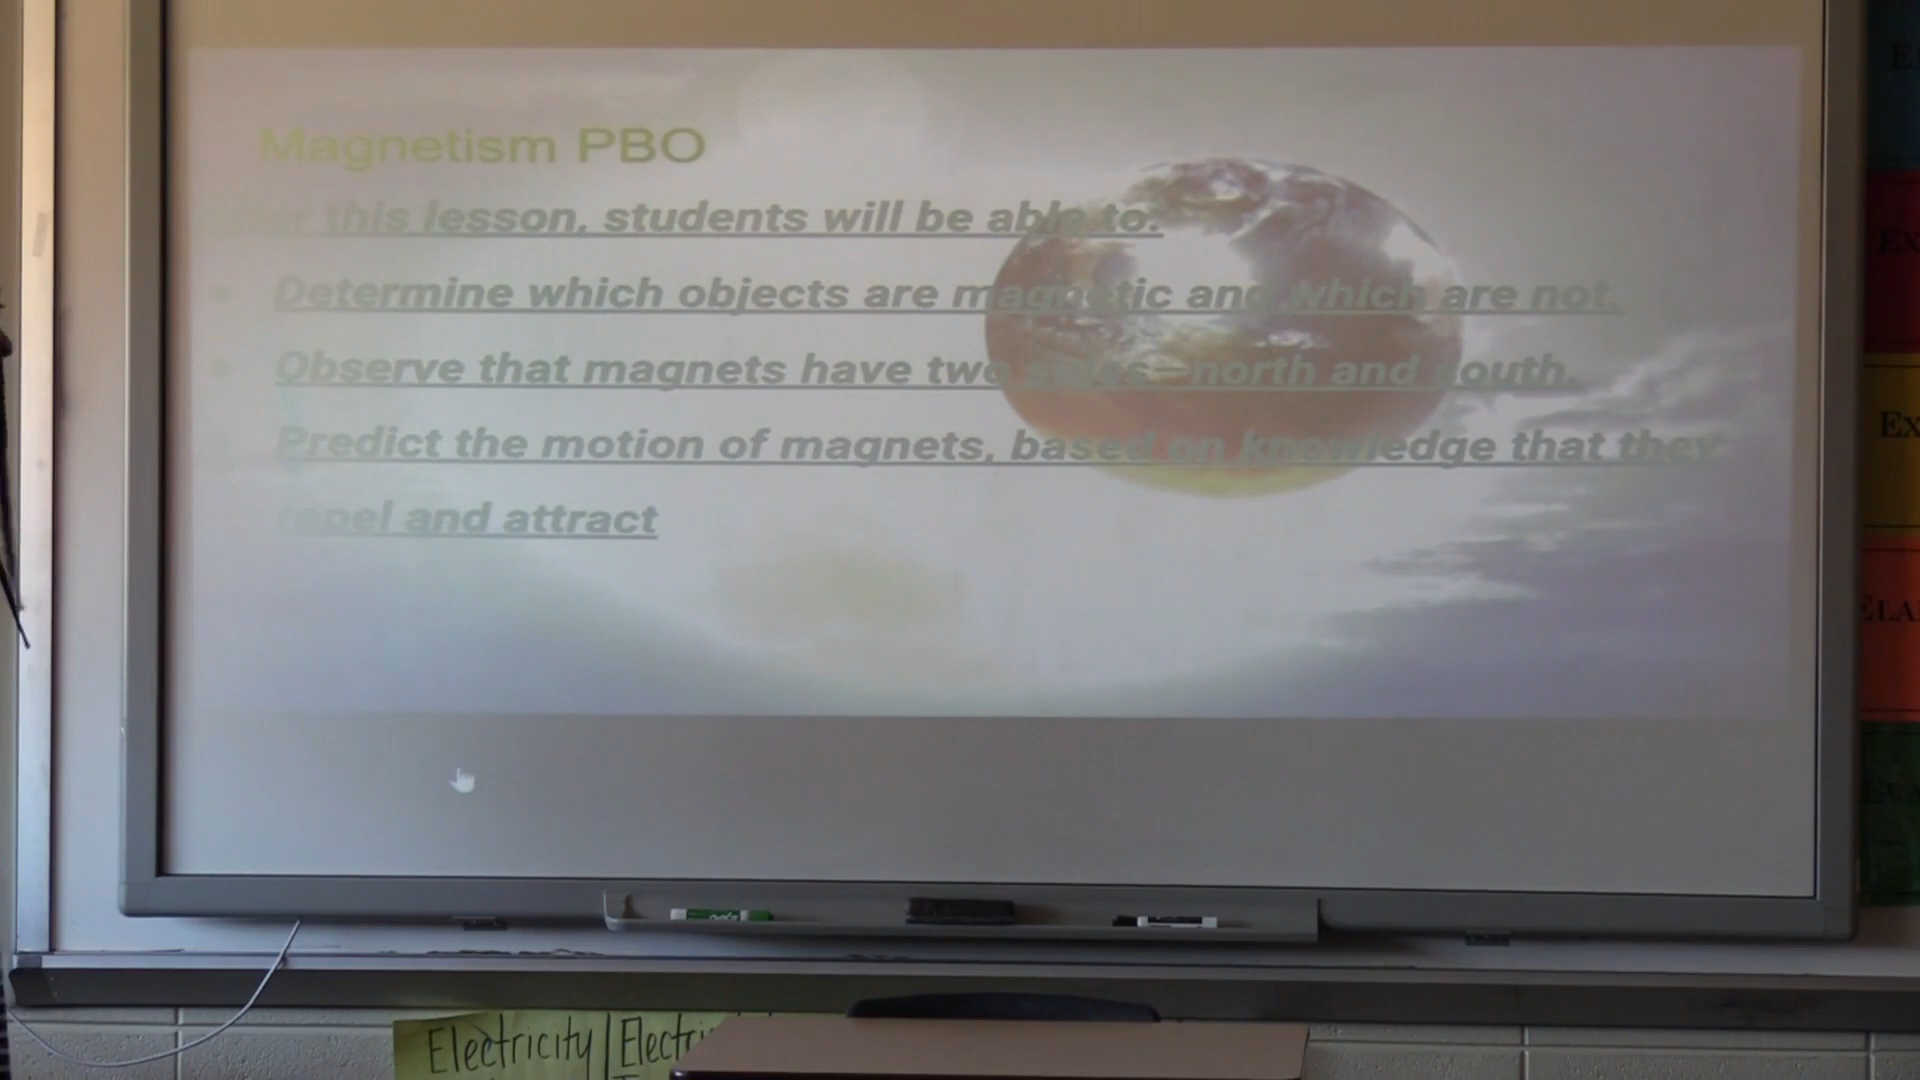 Magnetism PBO
this lesson, students will be able to:
Determine which objects are magnetic and which are not.
Observe that magnets have two sides—north and south.
Predict the motion of magnets, based on knowledge that they
repel and attract
Electricity